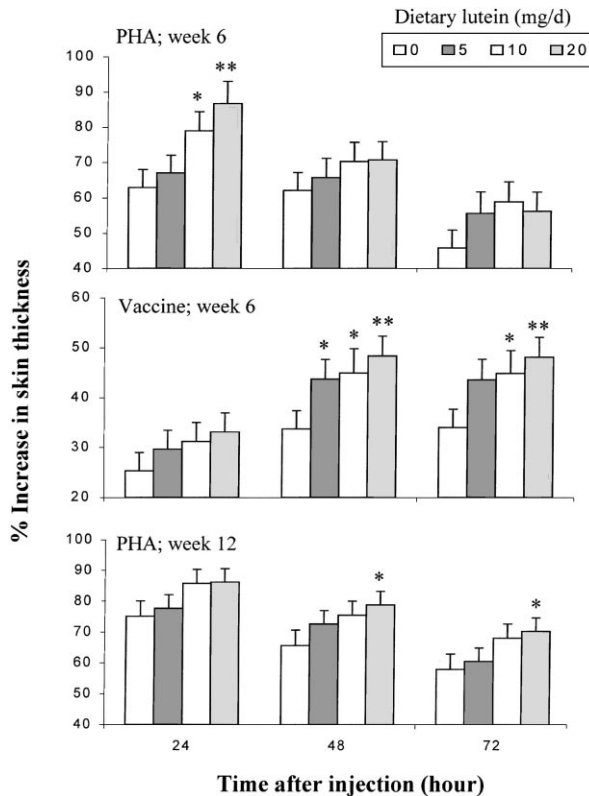 Dietary lutein (mg/d)
0 5 10 20
PHA; week 6
100
90
80
70
60
50
40
* **
Vaccine; week 6
60
50
40
30
20
* * ** * **
PHA; week 12
100
90
80
70
60
50
40
* *
24 48 72
% Increase in skin thickness
Time after injection (hour)